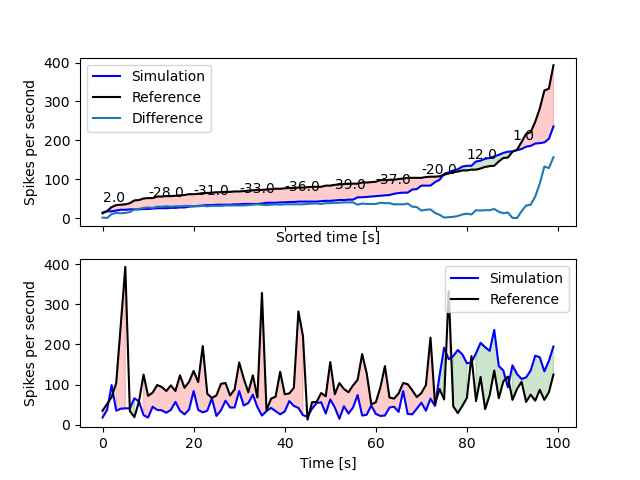 400
300
200
100
0
Spikes per second
Simulation
Reference
Difference
2.0
-28.0
-31.0
-33.0
-36.0
-39.0
-37.0
-20.0
12.0
1.0
Sorted time [s]
400
300
200
100
0
Spikes per second
Simulation
Reference
0 20 40 60 80 100
Time [s]